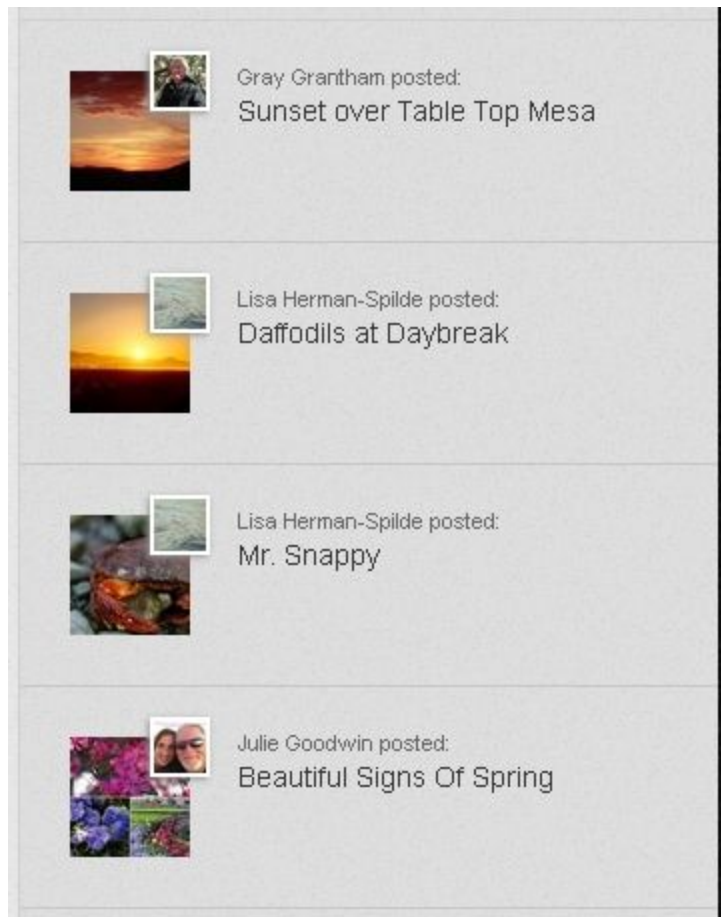 Gray Grantham posted:
Sunset over Table Top Mesa
Lisa Herman-Spilde posted:
Daffodils at Daybreak
Lisa Herman-Spilde posted:
Mr. Snappy
Julie Goodwin posted:
Beautiful Signs Of Spring